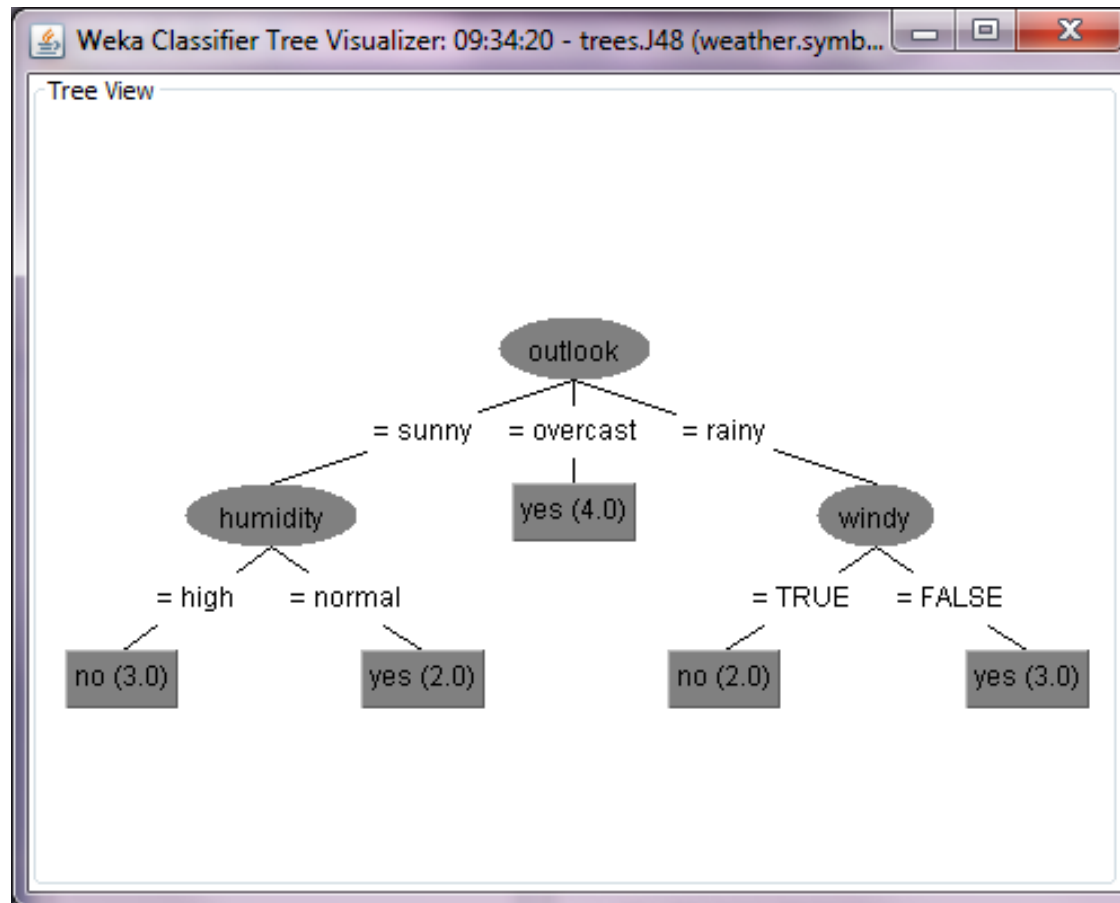 Weka Classifier Tree Visualizer: 09:34:20 - trees.J48 (weather.symb...
Tree View
outlook
= sunny = overcast = rainy
humidity yes (4.0) windy
= high = normal = TRUE = FALSE
no (3.0) yes (2.0) no (2.0) yes (3.0)